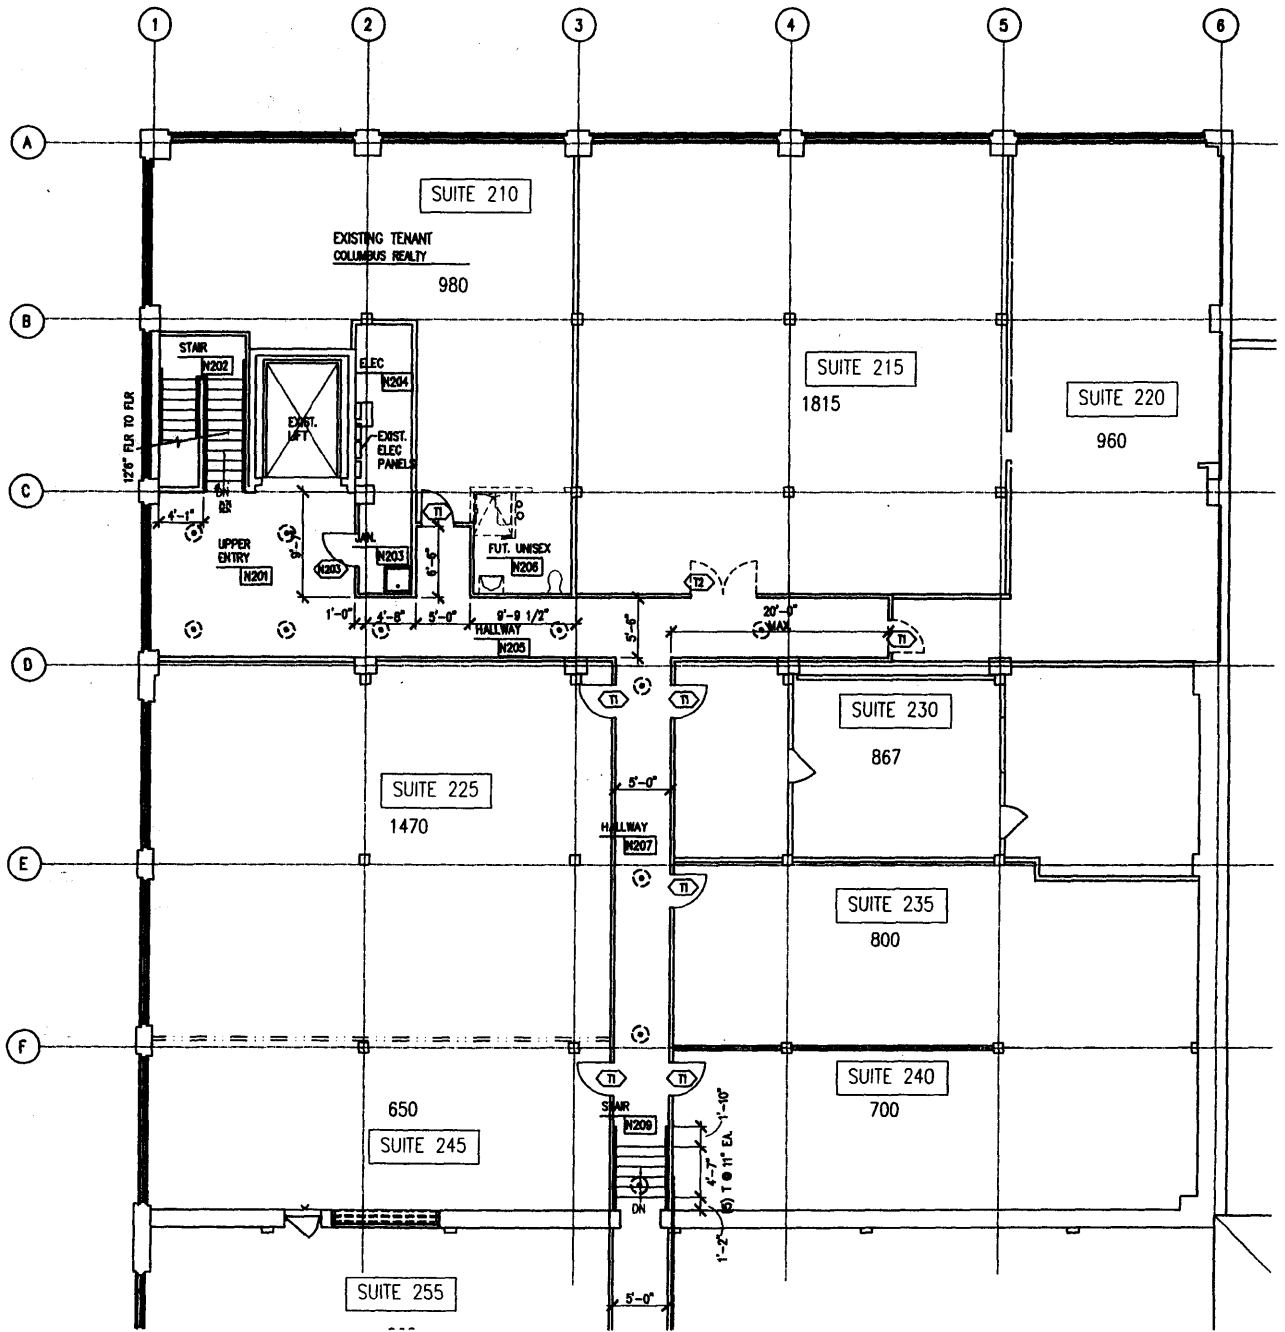 1 2 3 4 5 6
A
SUITE 210
EXISTING TENANT
COLUMBUS REALTY
980
B
STAIR
N202
ELEC
N204
SUITE 215
1815
SUITE 220
960
12'6" FLR TO FLR
EXIST.
LIFT
EXIST.
ELEC
PANELS
C
DN
4'-1"
9'-7"
T1
UPPER
ENTRY
N201
N203
N203
6'-6"
FUT. UNISEX
N206
T2
1'-0" 4'-8" 5'-0" 9'-9 1/2"
HALLWAY
N205
5'-6"
20'-0"
MAX.
T1
D
T1 T1
SUITE 230
867
SUITE 225
1470
5'-0"
HALLWAY
N207
E
T1
SUITE 235
800
F
T1 T1
SUITE 240
700
650
SUITE 245
STAIR
N209
1'-10"
4'-7"
(5) T @ 11" EA.
DN
1'-2"
SUITE 255
5'-0"